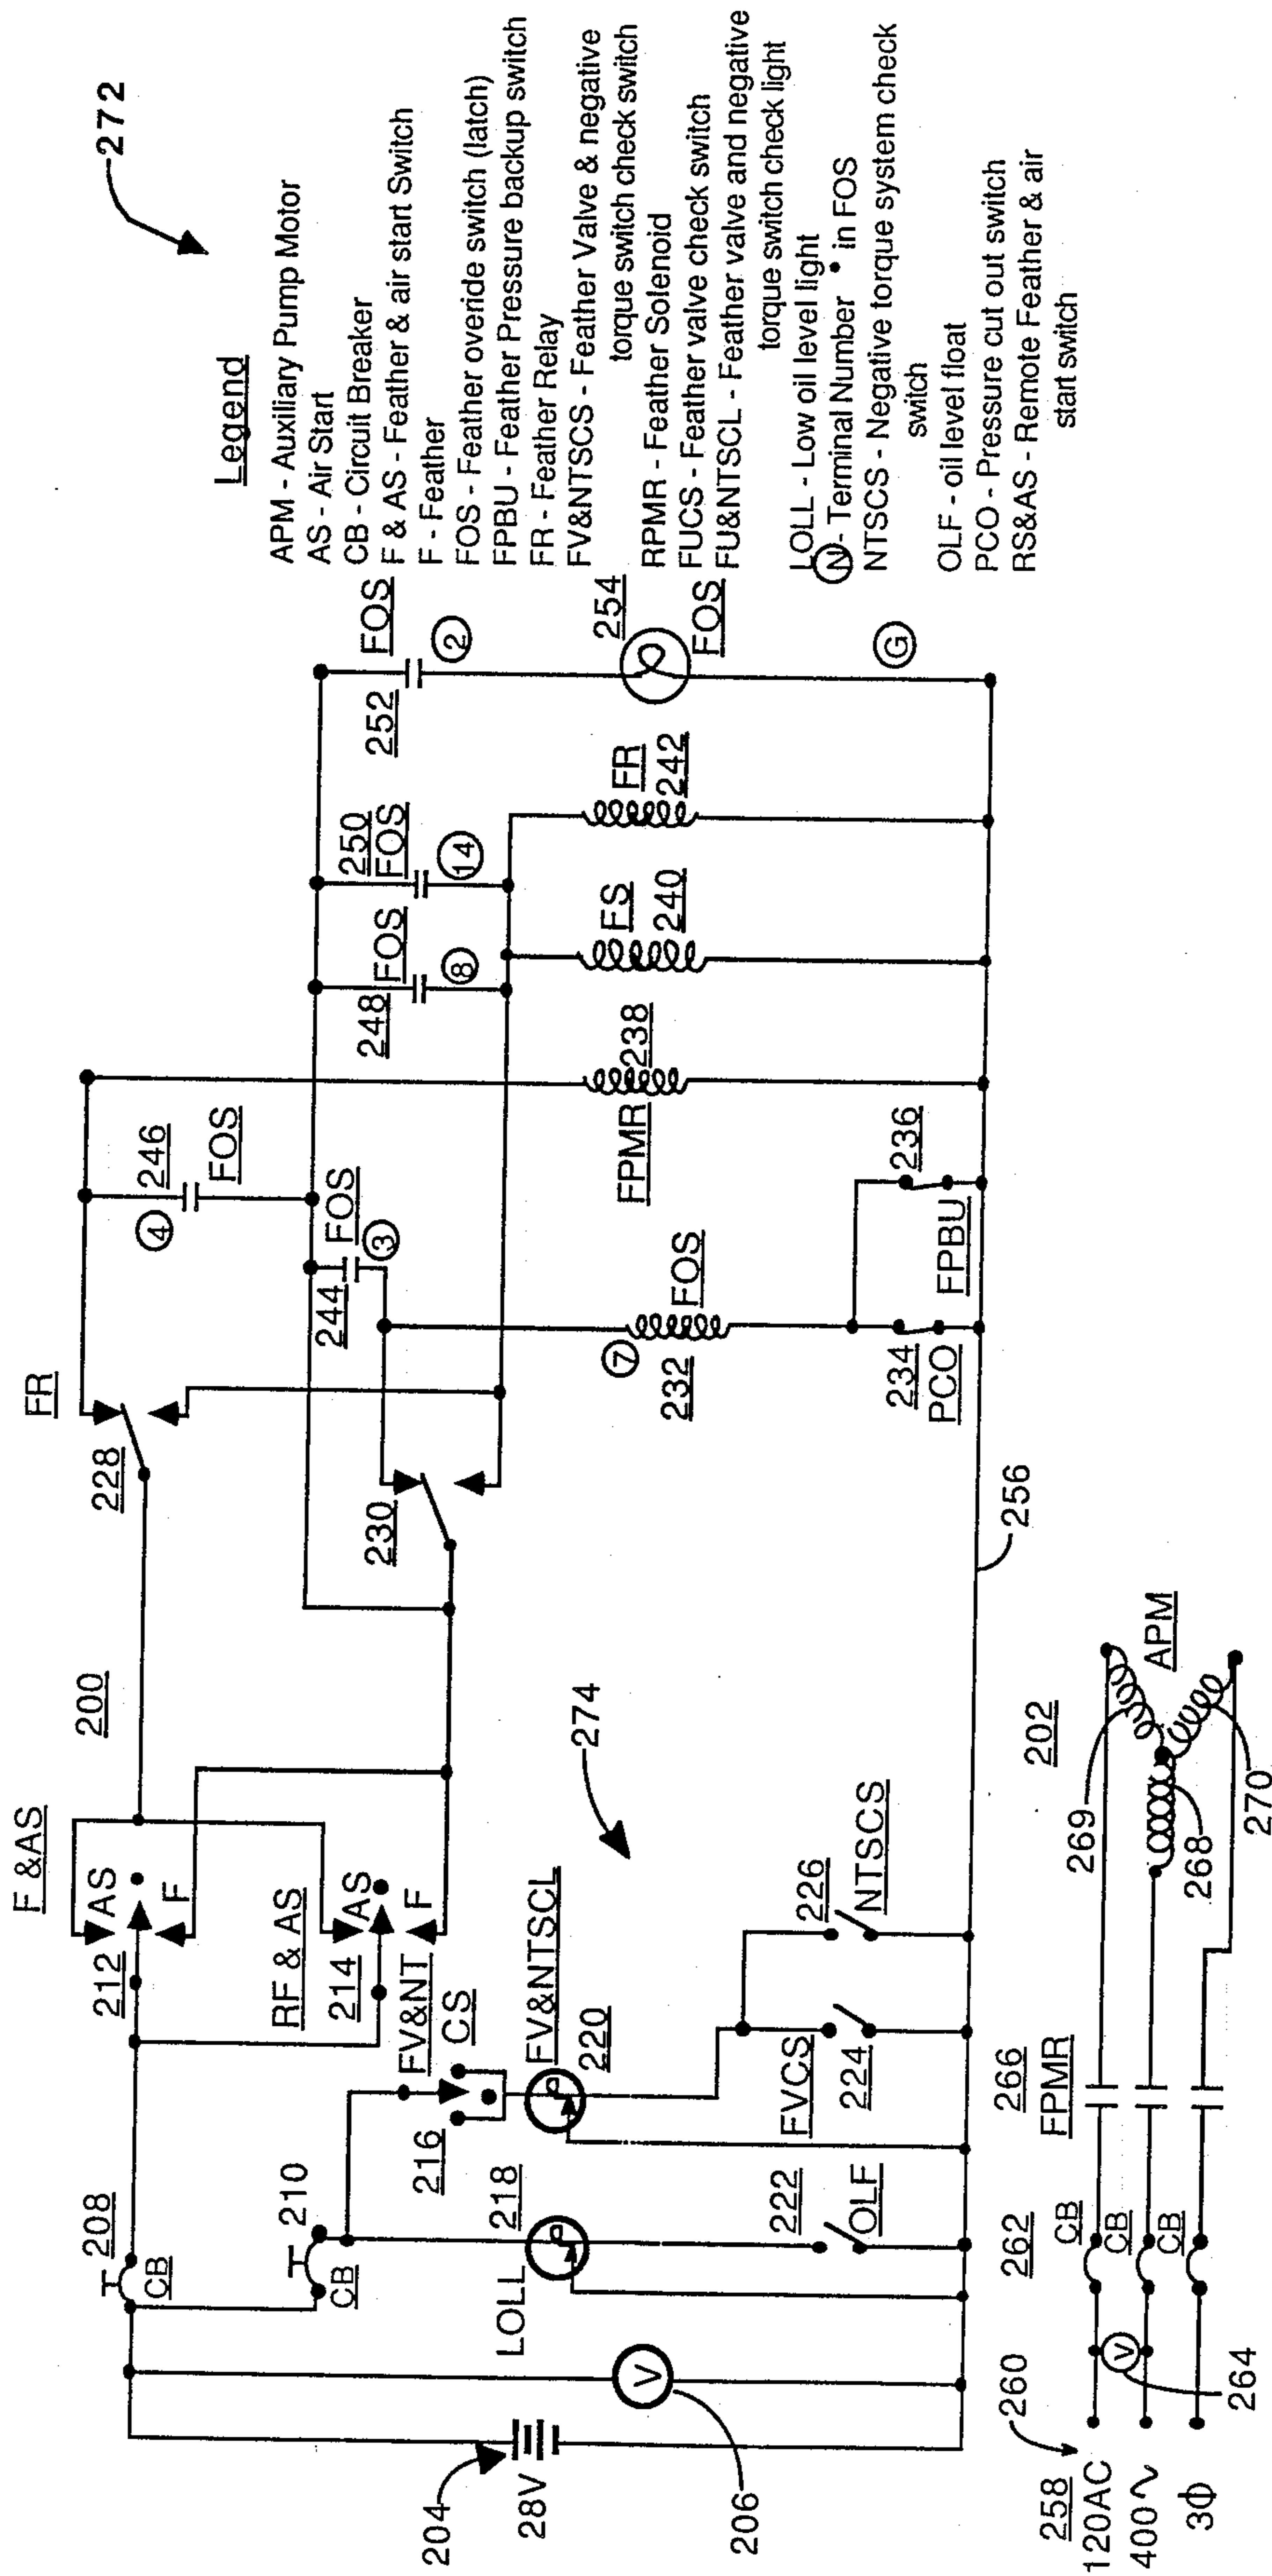 272
Legend
APM - Auxiliary Pump Motor
AS - Air Start
CB - Circuit Breaker
F & AS - Feather & air start Switch
F - Feather
FOS - Feather overide switch (latch)
FPBU - Feather Pressure backup switch
FR - Feather Relay
FV&NTSCS - Feather Valve & negative
torque switch check switch
RPMR - Feather Solenoid
FUCS - Feather valve check switch
FU&NTSCL - Feather valve and negative
torque switch check light
LOLL - Low oil level light
N - Terminal Number • in FOS
NTSCS - Negative torque system check
switch
OLF - oil level float
PCO - Pressure cut out switch
RS&AS - Remote Feather & air
start switch
F &AS
200
FR
228
208
CB
212
AS
F
4
246
FOS
210
CB
RF & AS
214
AS
F
230
244
FOS
3
248
FOS
8
250
FOS
14
252
FOS
2
FV&NT
CS
216
204
28V
206
LOLL
218
FV&NTSCL
220
274
7
232
FOS
FPMR
238
FS
240
FR
242
254
FOS
222
OLF
FVCS
224
226
NTSCS
256
234
PCO
236
FPBU
G
258
260
120AC
400~
3Φ
264
262
CB
CB
CB
266
FPMR
202
269
268
270
APM